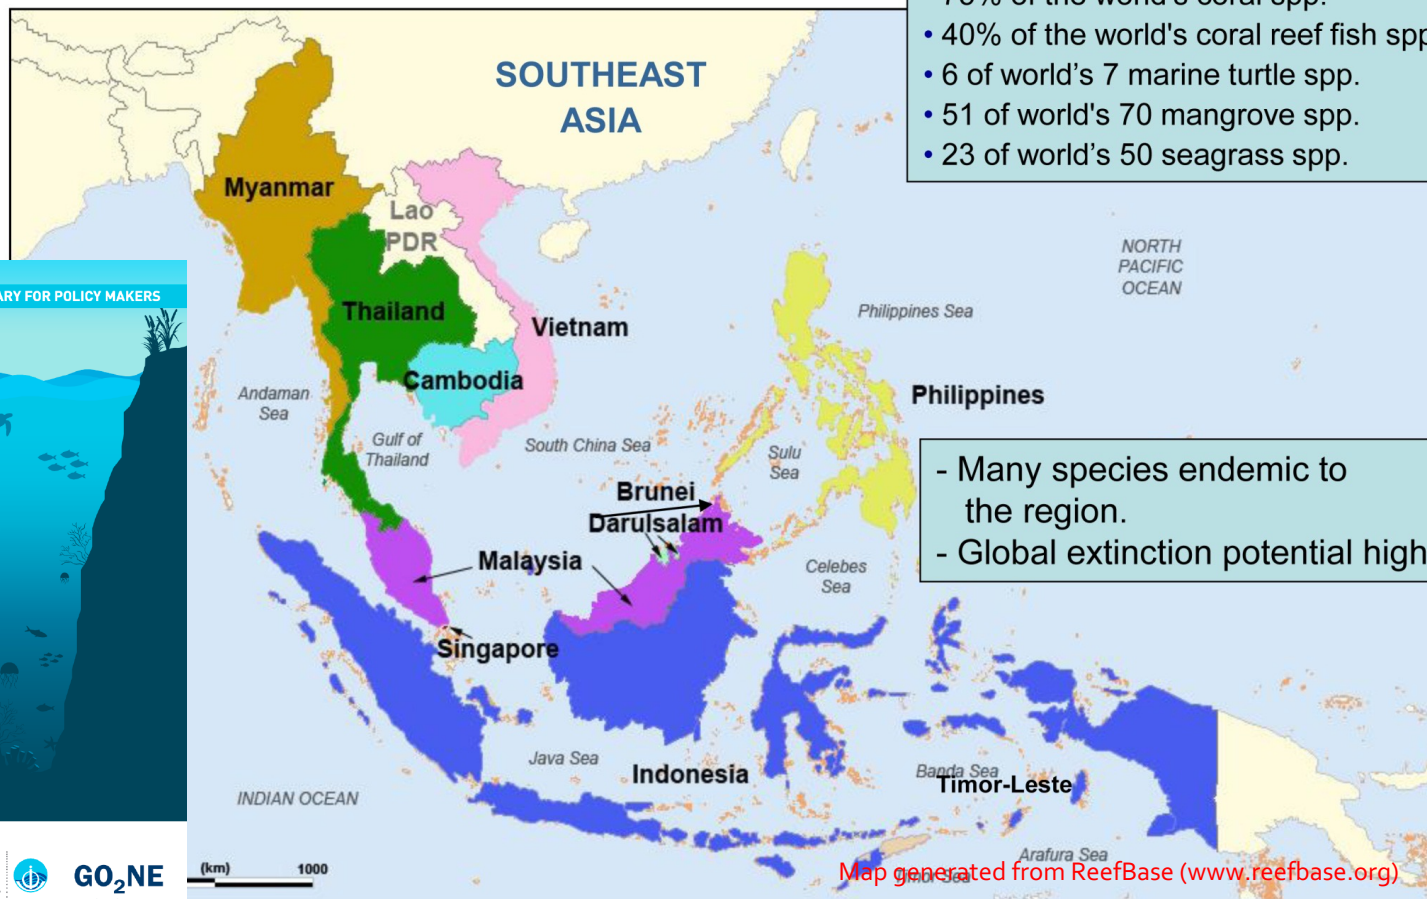 • 40% of the world's coral reef fish spp
• 6 of world’s 7 marine turtle spp.
• 51 of world's 70 mangrove spp.
• 23 of world’s 50 seagrass spp.
SOUTHEAST
ASIA
Myanmar
Lao
PDR
NORTH
PACIFIC
OCEAN
ARY FOR POLICY MAKERS
Thailand
Vietnam
Philippines Sea
Cambodia
Andaman
Sea
Philippines
Gulf of
Thailand
South China Sea
Sulu
Sea
- Many species endemic to
the region.
- Global extinction potential high
Brunei
Darulsalam
Malaysia
Celebes
Sea
Singapore
Java Sea
Indonesia
Banda Sea
Timor-Leste
INDIAN OCEAN
Arafura Sea
Timor Sea
Map generated from ReefBase (www.reefbase.org)
(km) 1000
GO₂NE